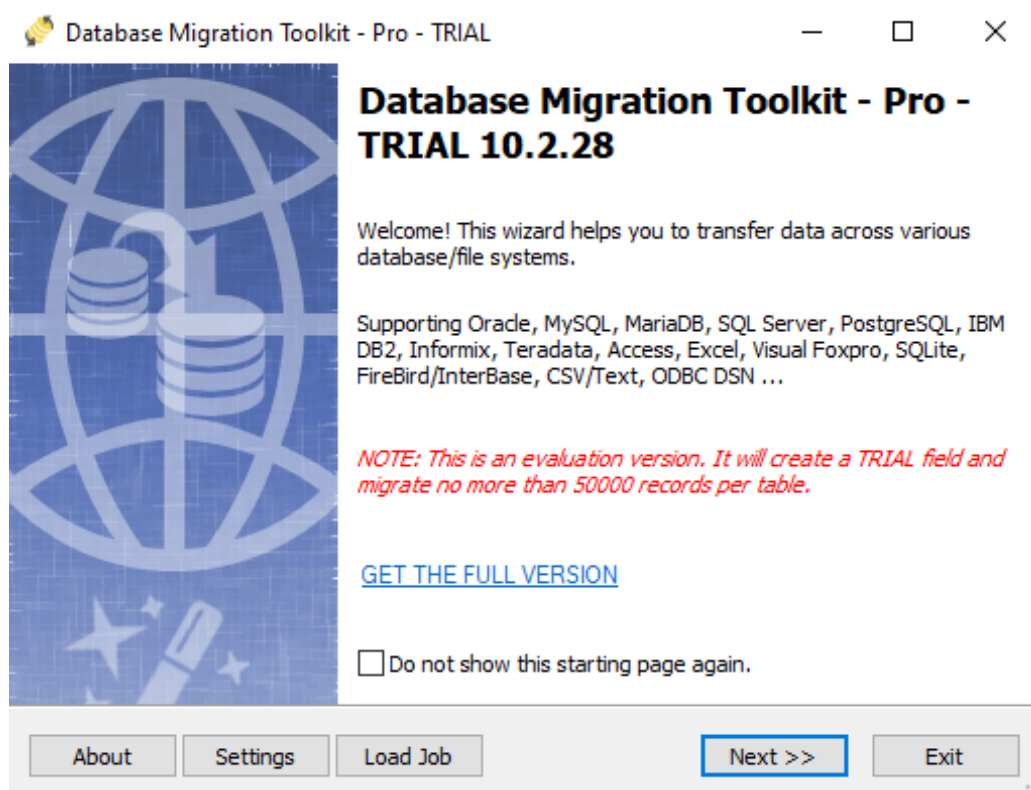 Database Migration Toolkit - Pro - TRIAL
Database Migration Toolkit - Pro -
TRIAL 10.2.28
Welcome! This wizard helps you to transfer data across various
database/file systems.
Supporting Oracle, MySQL, MariaDB, SQL Server, PostgreSQL, IBM
DB2, Informix, Teradata, Access, Excel, Visual Foxpro, SQLite,
FireBird/InterBase, CSV/Text, ODBC DSN ...
NOTE: This is an evaluation version. It will create a TRIAL field and
migrate no more than 50000 records per table.
GET THE FULL VERSION
Do not show this starting page again.
About Settings Load Job Next >> Exit